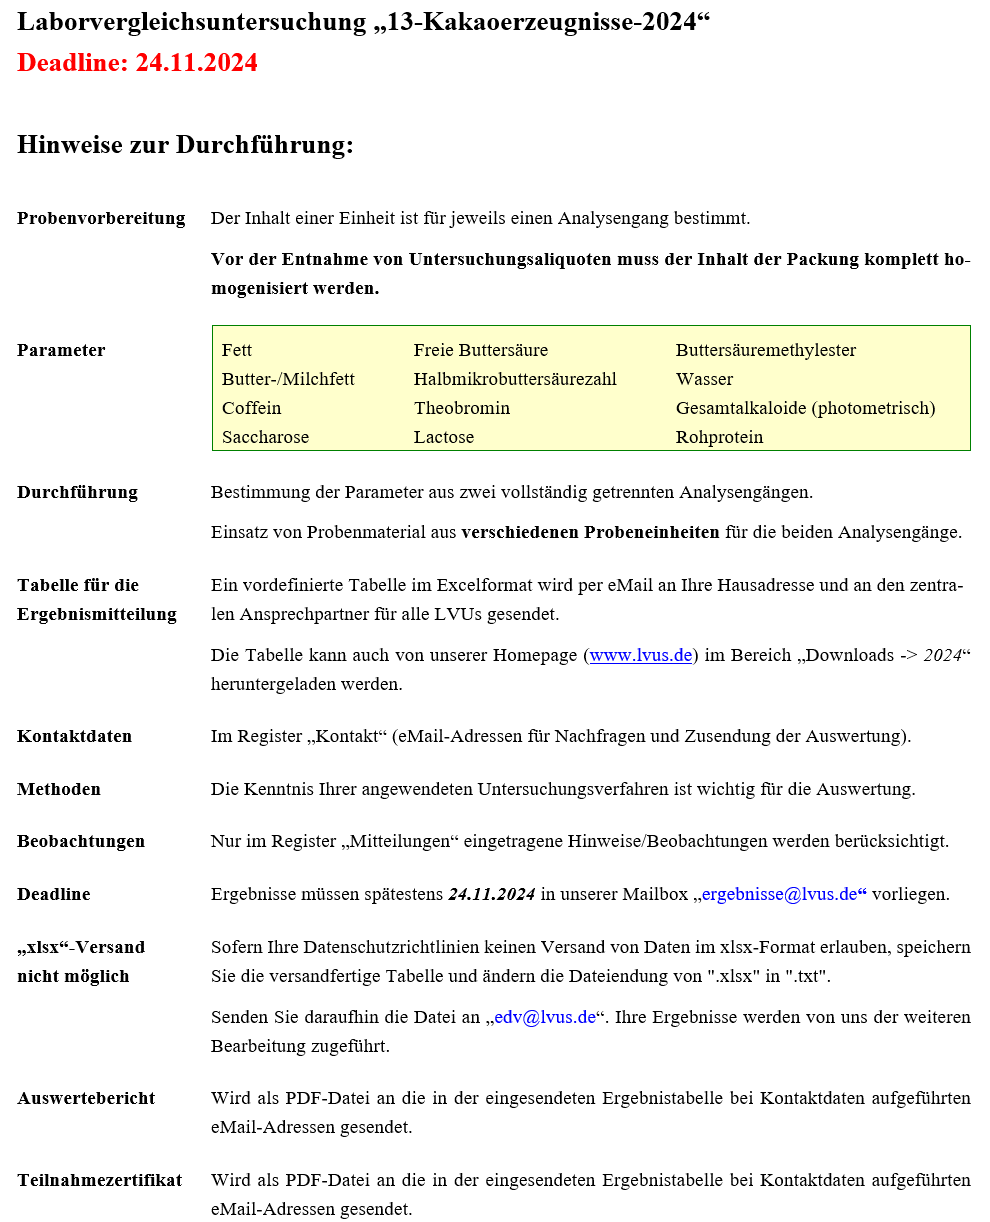 Laborvergleichsuntersuchung „13-Kakaoerzeugnisse-2024“
Deadline: 24.11.2024
Hinweise zur Durchführung:
Probenvorbereitung Der Inhalt einer Einheit ist für jeweils einen Analysengang bestimmt.
Vor der Entnahme von Untersuchungsaliquoten muss der Inhalt der Packung komplett ho-
mogenisiert werden.
Parameter Fett Freie Buttersäure Buttersäuremethylester
Butter-/Milchfett Halbmikrobuttersäurezahl Wasser
Coffein Theobromin Gesamtalkaloide (photometrisch)
Saccharose Lactose Rohprotein
Durchführung Bestimmung der Parameter aus zwei vollständig getrennten Analysengängen.
Einsatz von Probenmaterial aus verschiedenen Probeneinheiten für die beiden Analysengänge.
Tabelle für die Ein vordefinierte Tabelle im Excelformat wird per eMail an Ihre Hausadresse und an den zentra-
Ergebnismitteilung len Ansprechpartner für alle LVUs gesendet.
Die Tabelle kann auch von unserer Homepage (www.lvus.de) im Bereich „Downloads -> 2024“
heruntergeladen werden.
Kontaktdaten Im Register „Kontakt“ (eMail-Adressen für Nachfragen und Zusendung der Auswertung).
Methoden Die Kenntnis Ihrer angewendeten Untersuchungsverfahren ist wichtig für die Auswertung.
Beobachtungen Nur im Register „Mitteilungen“ eingetragene Hinweise/Beobachtungen werden berücksichtigt.
Deadline Ergebnisse müssen spätestens 24.11.2024 in unserer Mailbox „ergebnisse@lvus.de“ vorliegen.
„xlsx“-Versand Sofern Ihre Datenschutzrichtlinien keinen Versand von Daten im xlsx-Format erlauben, speichern
nicht möglich Sie die versandfertige Tabelle und ändern die Dateiendung von ".xlsx" in ".txt".
Senden Sie daraufhin die Datei an „edv@lvus.de“. Ihre Ergebnisse werden von uns der weiteren
Bearbeitung zugeführt.
Auswertebericht Wird als PDF-Datei an die in der eingesendeten Ergebnistabelle bei Kontaktdaten aufgeführten
eMail-Adressen gesendet.
Teilnahmezertifikat Wird als PDF-Datei an die in der eingesendeten Ergebnistabelle bei Kontaktdaten aufgeführten
eMail-Adressen gesendet.